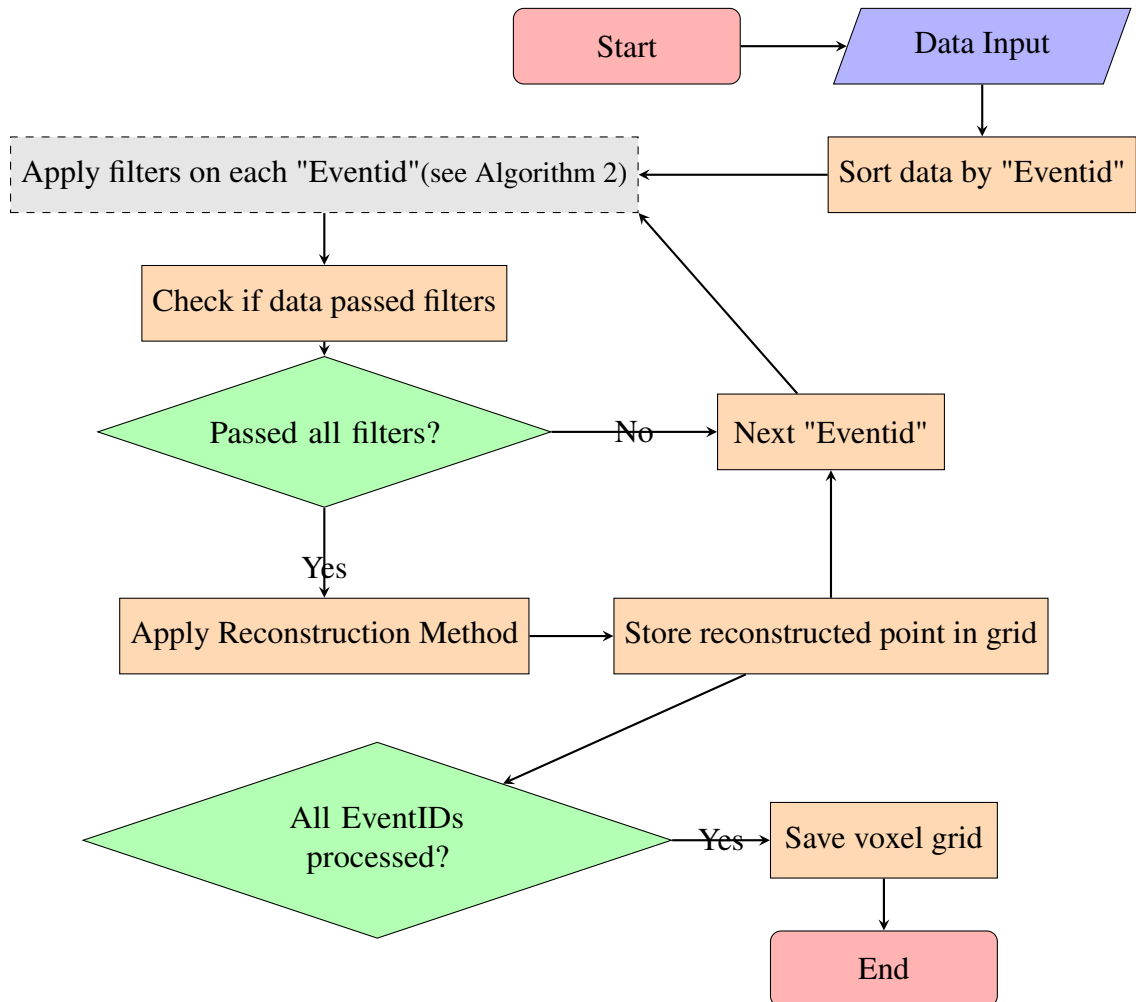 Start
Data Input
Apply filters on each "Eventid"(see Algorithm 2)
Sort data by "Eventid"
Check if data passed filters
Passed all filters?
No
Next "Eventid"
Yes
Apply Reconstruction Method
Store reconstructed point in grid
All EventIDs
processed?
Yes
Save voxel grid
End